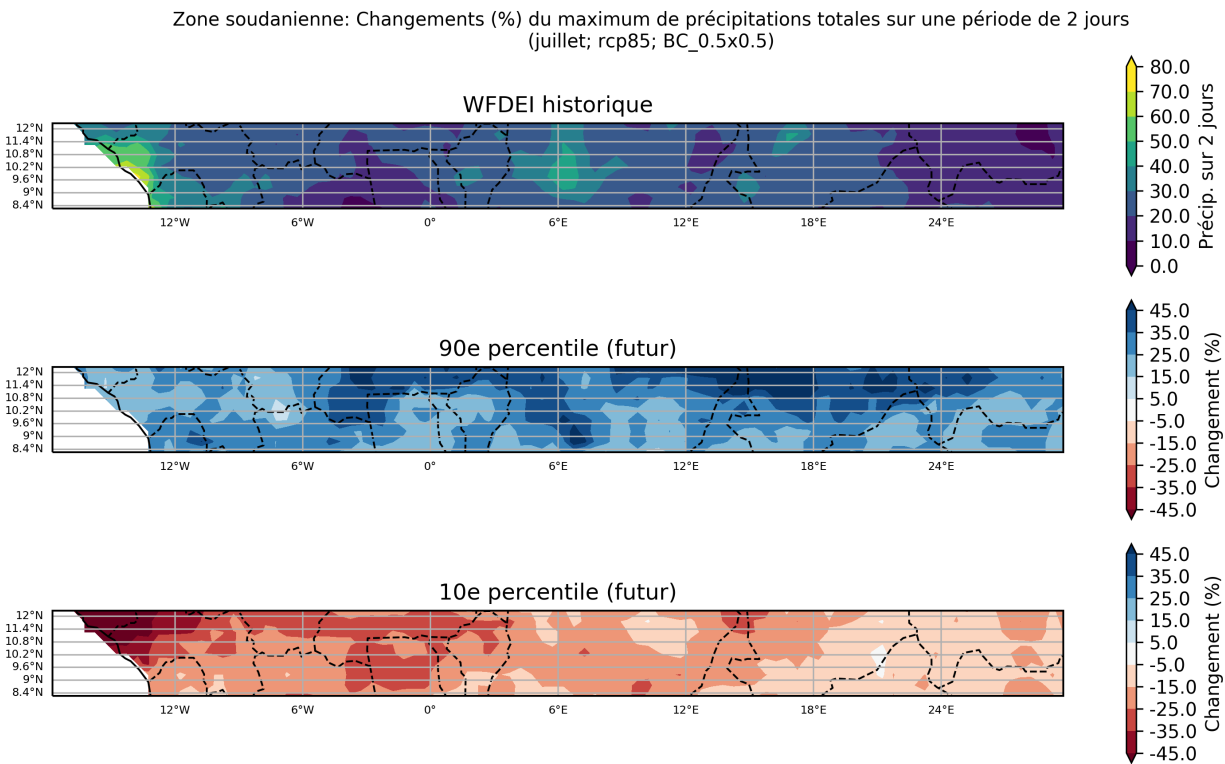 Zone soudanienne: Changements (%) du maximum de précipitations totales sur une période de 2 jours
(juillet; rcp85; BC_0.5x0.5)
WFDEI historique
12°N
11.4°N
10.8°N
10.2°N
9.6°N
9°N
8.4°N
12°W
6°W
0°
6°E
12°E
18°E
24°E
80.0
70.0
60.0
50.0
40.0
30.0
20.0
10.0
0.0
Précip. sur 2 jours
90e percentile (futur)
12°N
11.4°N
10.8°N
10.2°N
9.6°N
9°N
8.4°N
12°W
6°W
0°
6°E
12°E
18°E
24°E
45.0
35.0
25.0
15.0
5.0
-5.0
-15.0
-25.0
-35.0
-45.0
Changement (%)
10e percentile (futur)
12°N
11.4°N
10.8°N
10.2°N
9.6°N
9°N
8.4°N
12°W
6°W
0°
6°E
12°E
18°E
24°E
45.0
35.0
25.0
15.0
5.0
-5.0
-15.0
-25.0
-35.0
-45.0
Changement (%)